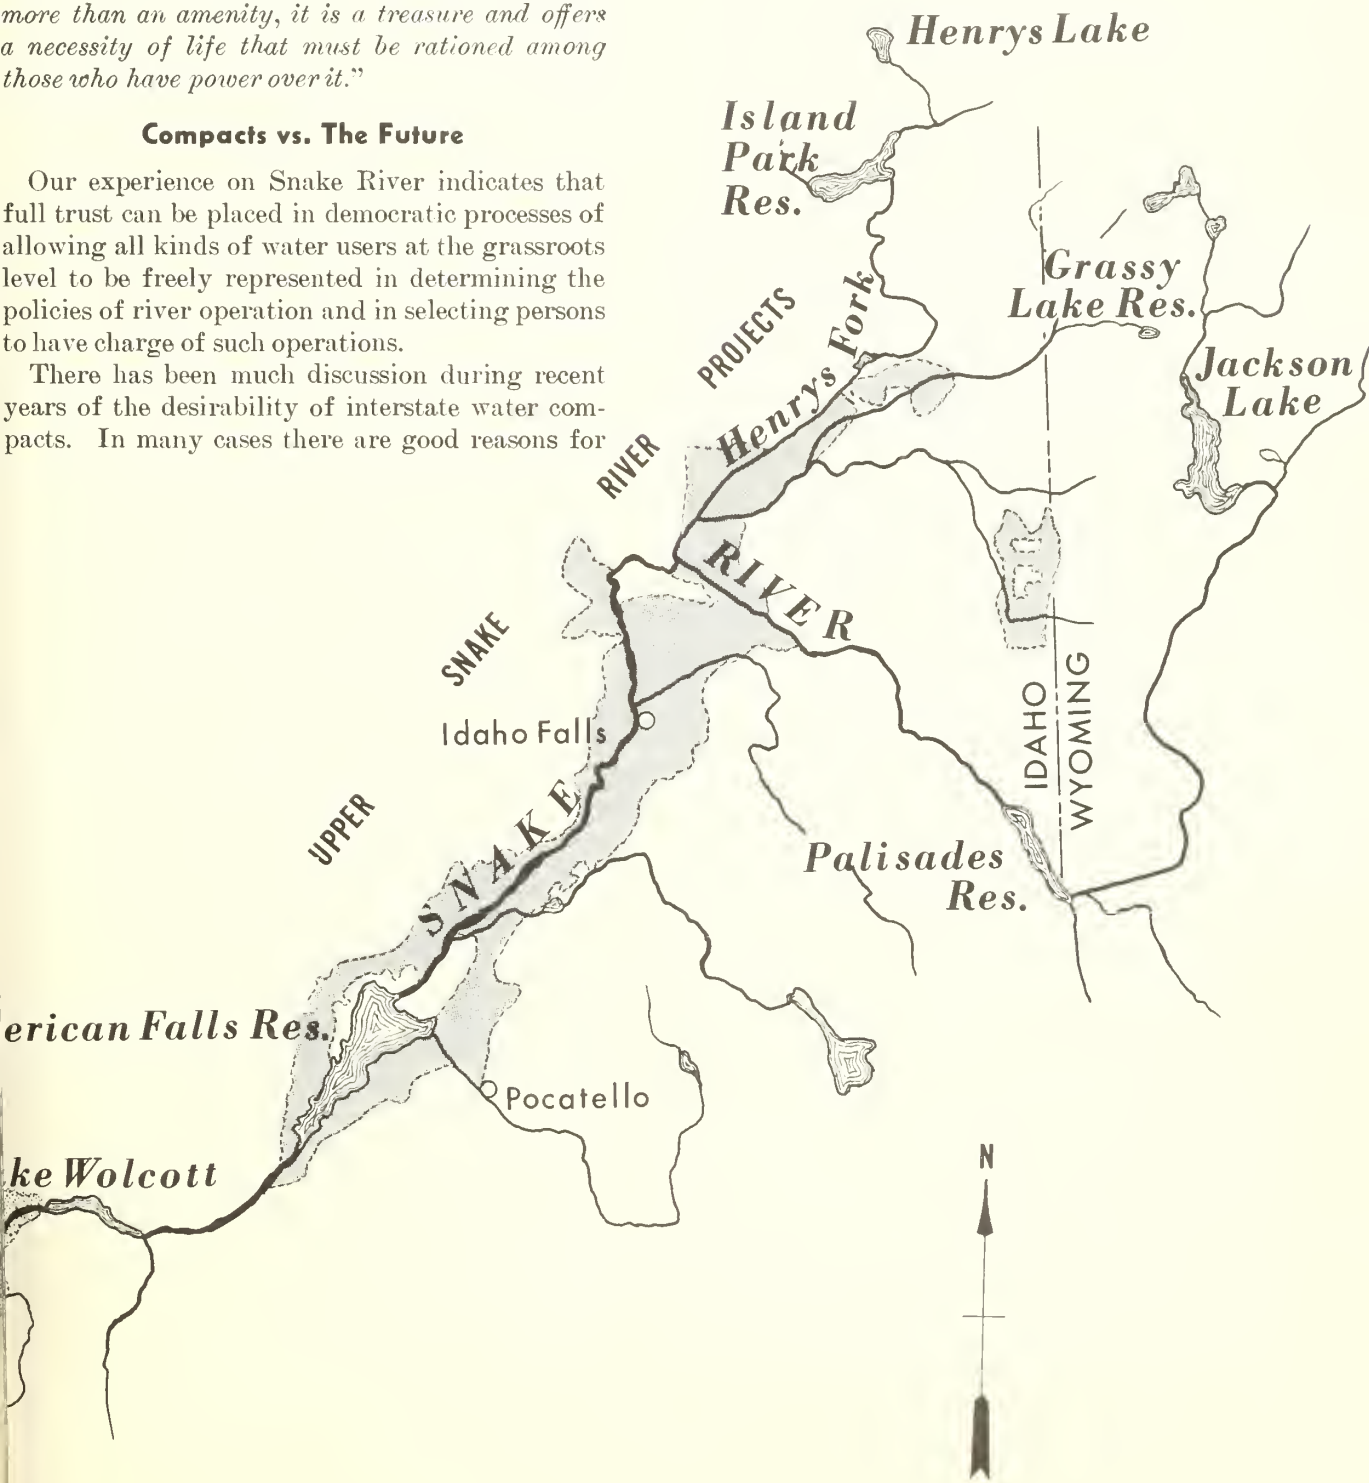 more than an amenity, it is a treasure and offers
a necessity of life that must be rationed among
those who have power over it.”
Compacts vs. The Future
Our experience on Snake River indicates that
full trust can be placed in democratic processes of
allowing all kinds of water users at the grassroots
level to be freely represented in determining the
policies of river operation and in selecting persons
to have charge of such operations.
There has been much discussion during recent
years of the desirability of interstate water com-
pacts. In many cases there are good reasons for
Henrys Lake
Island
Park
Res.
Grassy
Lake Res.
Jackson
Lake
Henrys Fork
UPPER SNAKE RIVER PROJECTS
SNAKE RIVER
Idaho Falls
IDAHO
WYOMING
Palisades
Res.
erican Falls Res.
Pocatello
ke Wolcott
N